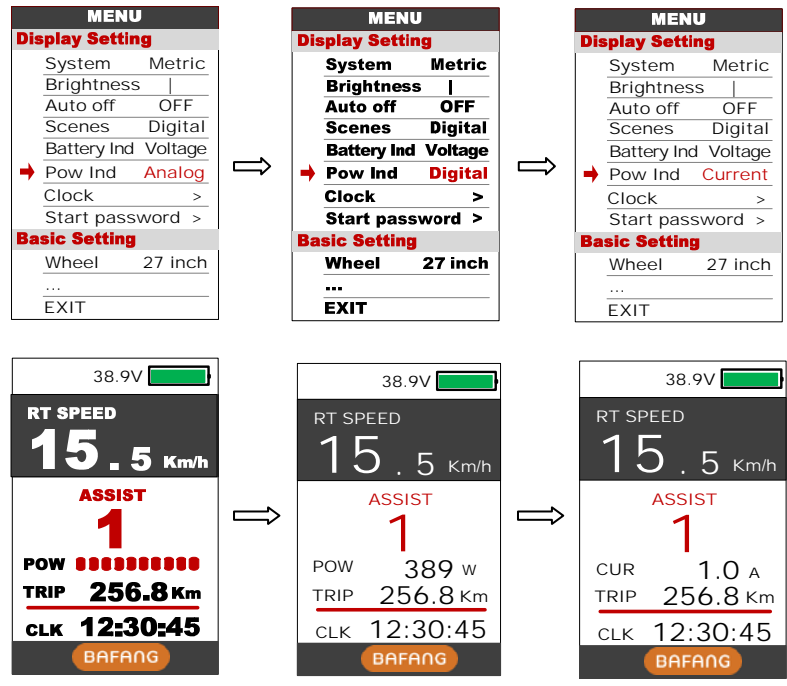 MENU
Display Setting
System Metric
Brightness |
Auto off OFF
Scenes Digital
Battery Ind Voltage
Pow Ind Analog
Clock >
Start password >
Basic Setting
Wheel 27 inch
...
EXIT
MENU
Display Setting
System Metric
Brightness |
Auto off OFF
Scenes Digital
Battery Ind Voltage
Pow Ind Digital
Clock >
Start password >
Basic Setting
Wheel 27 inch
...
EXIT
MENU
Display Setting
System Metric
Brightness |
Auto off OFF
Scenes Digital
Battery Ind Voltage
Pow Ind Current
Clock >
Start password >
Basic Setting
Wheel 27 inch
...
EXIT
38.9V
RT SPEED
15.5 Km/h
ASSIST
1
POW
TRIP 256.8 Km
CLK 12:30:45
BAFANG
38.9V
RT SPEED
15.5 Km/h
ASSIST
1
POW 389 W
TRIP 256.8 Km
CLK 12:30:45
BAFANG
38.9V
RT SPEED
15.5 Km/h
ASSIST
1
CUR 1.0 A
TRIP 256.8 Km
CLK 12:30:45
BAFANG